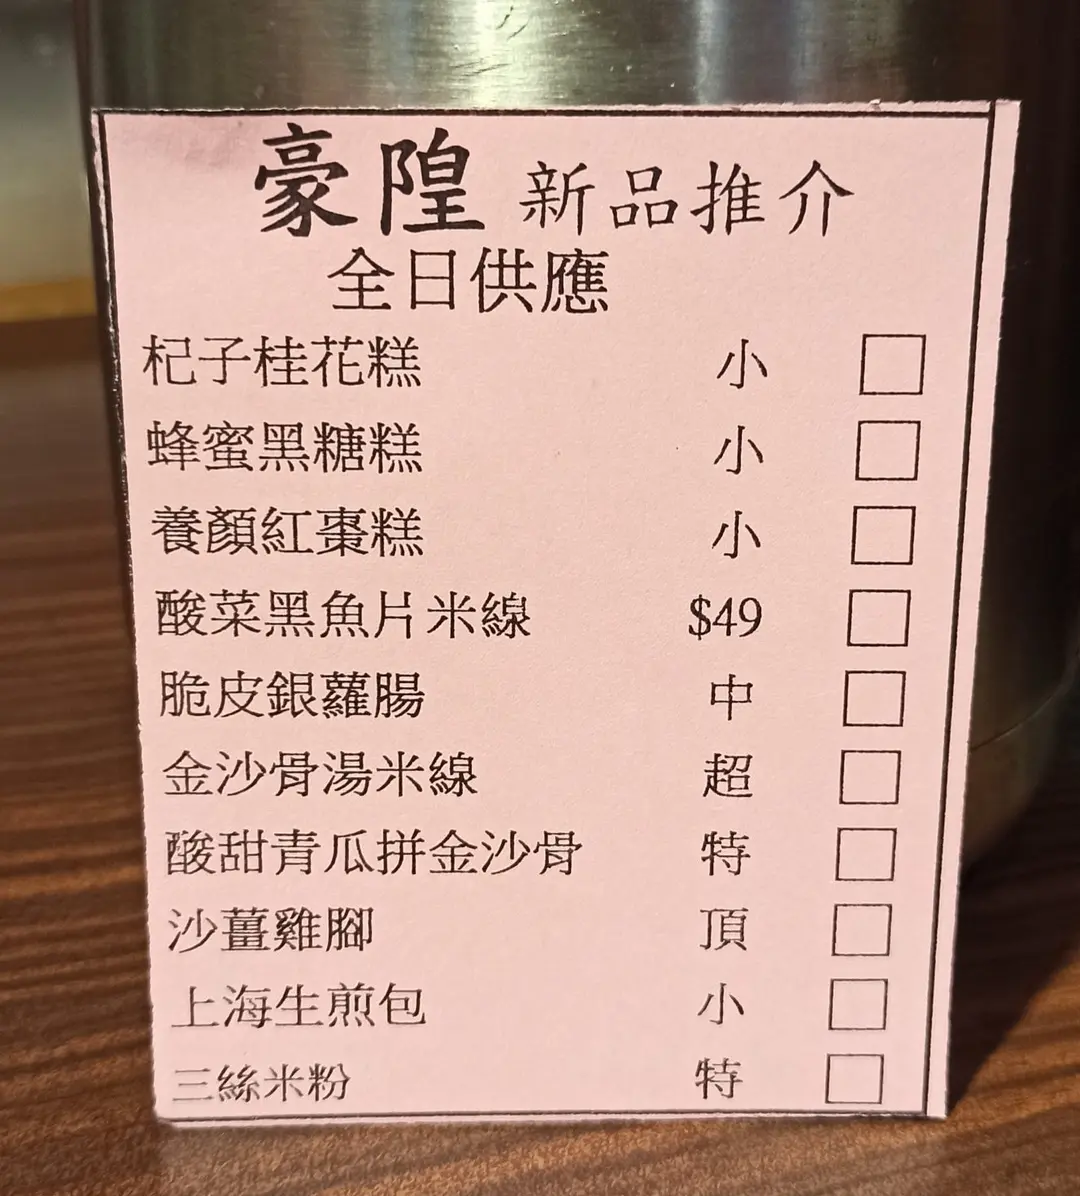 豪隍 新品推介
全日供應
杞子桂花糕 小 □
蜂蜜黑糖糕 小 □
養顏紅棗糕 小 □
酸菜黑魚片米線 $49 □
脆皮銀蘿腸 中 □
金沙骨湯米線 超 □
酸甜青瓜拼金沙骨 特 □
沙薑雞腳 頂 □
上海生煎包 小 □
三絲米粉 特 □